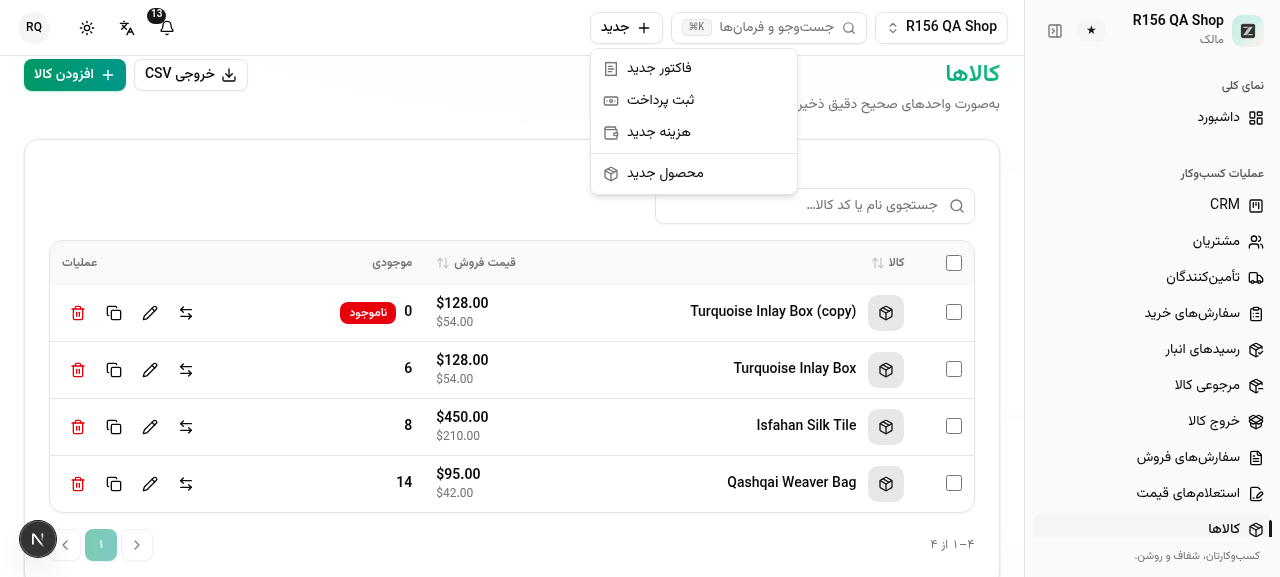 R156 QA Shop
مالک
نمای کلی
داشبورد
عملیات کسب‌وکار
CRM
مشتریان
تأمین‌کنندگان
سفارش‌های خرید
رسیدهای انبار
مرجوعی کالا
خروج کالا
سفارش‌های فروش
استعلام‌های قیمت
کالاها
کسب‌وکارتان، شفاف و روشن.
R156 QA Shop
جست‌وجو و فرمان‌ها ⌘K
جدید
13
RQ
فاکتور جدید
ثبت پرداخت
هزینه جدید
محصول جدید
کالاها
به‌صورت واحدهای صحیح دقیق
خروجی CSV
افزودن کالا
جستجوی نام یا کد کالا...
کالا قیمت فروش موجودی عملیات
Turquoise Inlay Box (copy) $128.00 0 ناموجود
$54.00
Turquoise Inlay Box $128.00 6
$54.00
Isfahan Silk Tile $450.00 8
$210.00
Qashqai Weaver Bag $95.00 14
$42.00
۱–۴ از ۴
۱
N